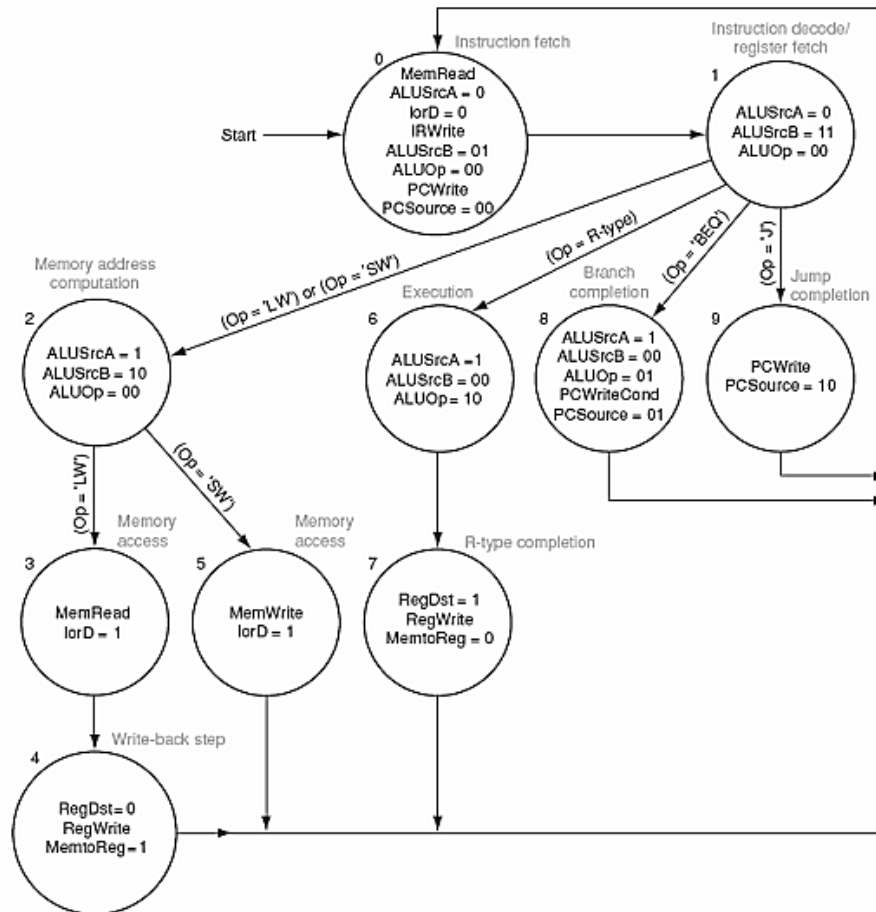 Instruction fetch
0
MemRead
ALUSrcA = 0
IorD = 0
IRWrite
ALUSrcB = 01
ALUOp = 00
PCWrite
PCSource = 00
Start
Instruction decode/
register fetch
1
ALUSrcA = 0
ALUSrcB = 11
ALUOp = 00
(Op = 'LW') or (Op = 'SW')
(Op = R-type)
(Op = 'BEQ')
(Op = 'J')
Memory address
computation
2
ALUSrcA = 1
ALUSrcB = 10
ALUOp = 00
Execution
6
ALUSrcA =1
ALUSrcB = 00
ALUOp = 10
Branch
completion
8
ALUSrcA = 1
ALUSrcB = 00
ALUOp = 01
PCWriteCond
PCSource = 01
Jump
completion
9
PCWrite
PCSource = 10
(Op = 'LW')
(Op = 'SW')
Memory
access
3
MemRead
IorD = 1
Memory
access
5
MemWrite
IorD = 1
R-type completion
7
RegDst = 1
RegWrite
MemtoReg = 0
Write-back step
4
RegDst= 0
RegWrite
MemtoReg=1